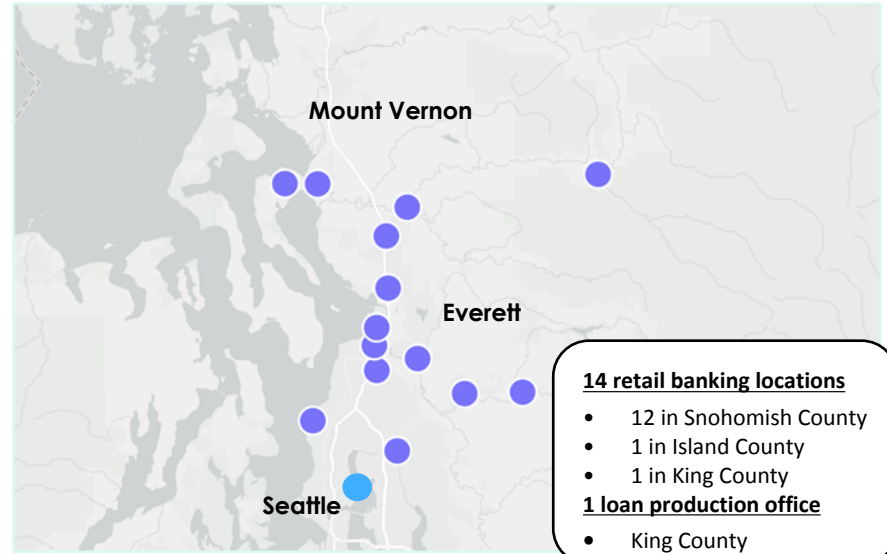 Mount Vernon
Everett
Seattle
14 retail banking locations
• 12 in Snohomish County
• 1 in Island County
• 1 in King County
1 loan production office
• King County